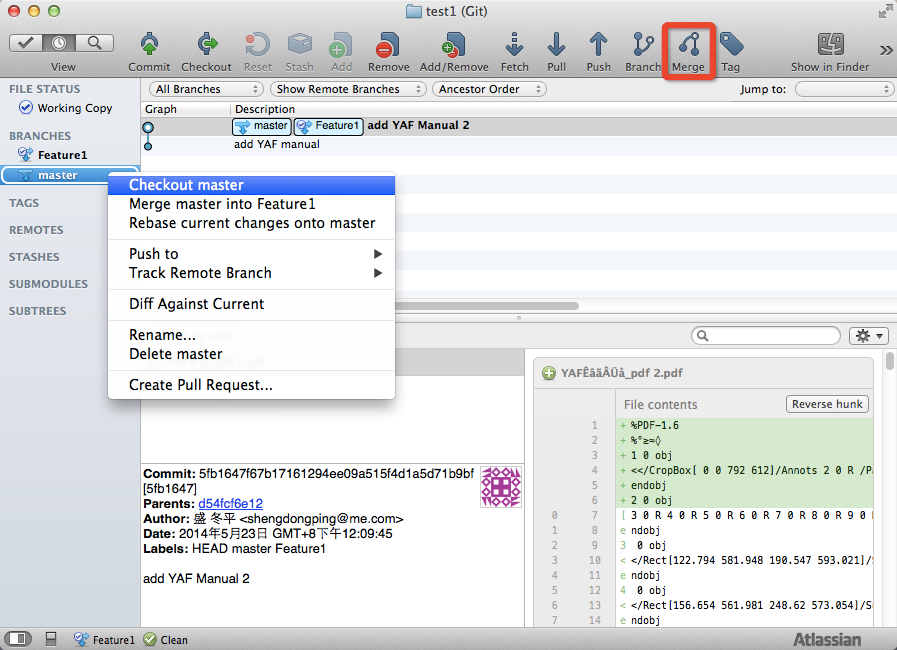 test1 (Git)
View
Commit
Checkout
Reset
Stash
Add
Remove
Add/Remove
Fetch
Pull
Push
Branch
Merge
Tag
Show in Finder
FILE STATUS
Working Copy
BRANCHES
Feature1
master
TAGS
REMOTES
STASHES
SUBMODULES
SUBTREES
All Branches
Show Remote Branches
Ancestor Order
Jump to:
Graph
Description
master Feature1 add YAF Manual 2
add YAF manual
Checkout master
Merge master into Feature1
Rebase current changes onto master
Push to
Track Remote Branch
Diff Against Current
Rename...
Delete master
Create Pull Request...
Commit: 5fb1647f67b17161294ee09a515f4d1a5d71b9bf
[5fb1647]
Parents: d54fcf6e12
Author: 盛 冬平 <shengdongping@me.com>
Date: 2014年5月23日 GMT+8下午12:09:45
Labels: HEAD master Feature1
add YAF Manual 2
YAFÊâãÂÜå_pdf 2.pdf
File contents
Reverse hunk
1 + %PDF-1.6
2 + %°≥≈◊
3 + 1 0 obj
4 + <</CropBox[ 0 0 792 612]/Annots 2 0 R /Pa
5 + endobj
6 + 2 0 obj
0 7 [ 3 0 R 4 0 R 5 0 R 6 0 R 7 0 R 8 0 R 9 0
1 8 e ndobj
2 9 3 0 obj
3 10 < </Rect[122.794 581.948 190.547 593.021]/S
4 11 e ndobj
5 12 4 0 obj
6 13 < </Rect[156.654 561.981 248.62 573.054]/Su
7 14 e ndobj
Feature1
Clean
Atlassian